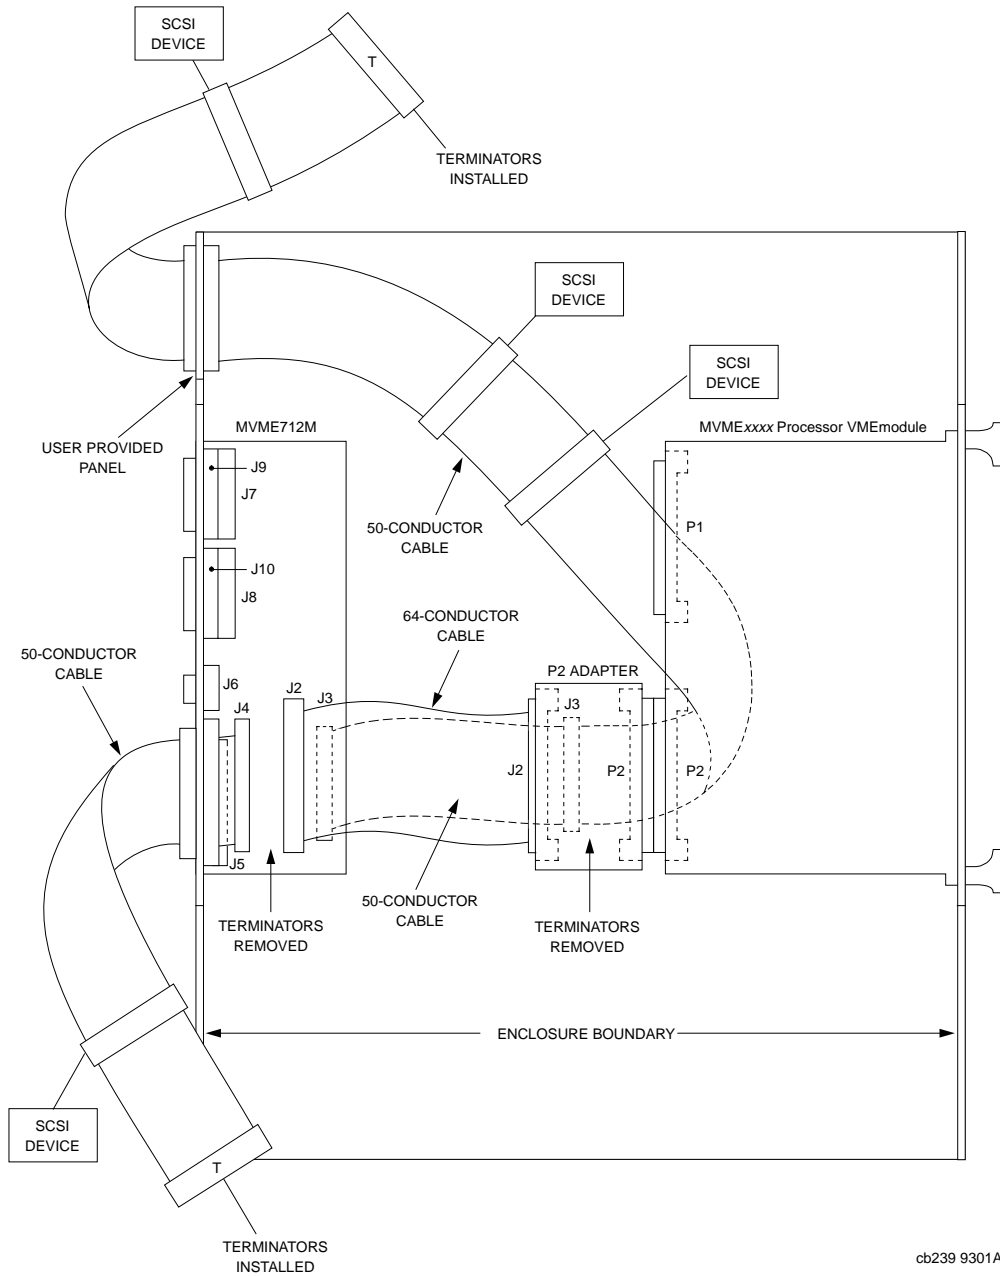 SCSI
DEVICE
T
TERMINATORS
INSTALLED
SCSI
DEVICE
SCSI
DEVICE
USER PROVIDED
PANEL
MVME712M
MVMExxxx Processor VMEmodule
J9
J7
50-CONDUCTOR
CABLE
P1
J10
J8
64-CONDUCTOR
CABLE
50-CONDUCTOR
CABLE
J6
J4
J2
J3
P2 ADAPTER
J3
J2
P2
P2
J5
50-CONDUCTOR
CABLE
TERMINATORS
REMOVED
TERMINATORS
REMOVED
ENCLOSURE BOUNDARY
SCSI
DEVICE
T
TERMINATORS
INSTALLED
cb239 9301A